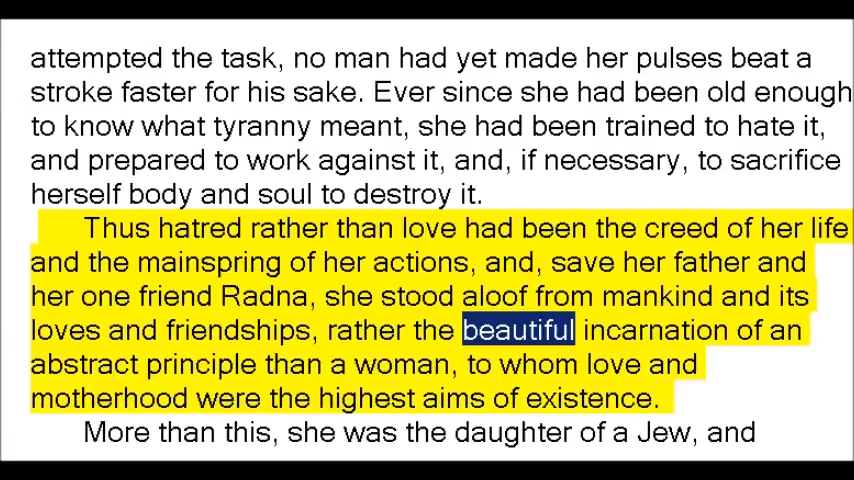 attempted the task, no man had yet made her pulses beat a
stroke faster for his sake. Ever since she had been old enough
to know what tyranny meant, she had been trained to hate it,
and prepared to work against it, and, if necessary, to sacrifice
herself body and soul to destroy it.
Thus hatred rather than love had been the creed of her life
and the mainspring of her actions, and, save her father and
her one friend Radna, she stood aloof from mankind and its
loves and friendships, rather the beautiful incarnation of an
abstract principle than a woman, to whom love and
motherhood were the highest aims of existence.
More than this, she was the daughter of a Jew, and